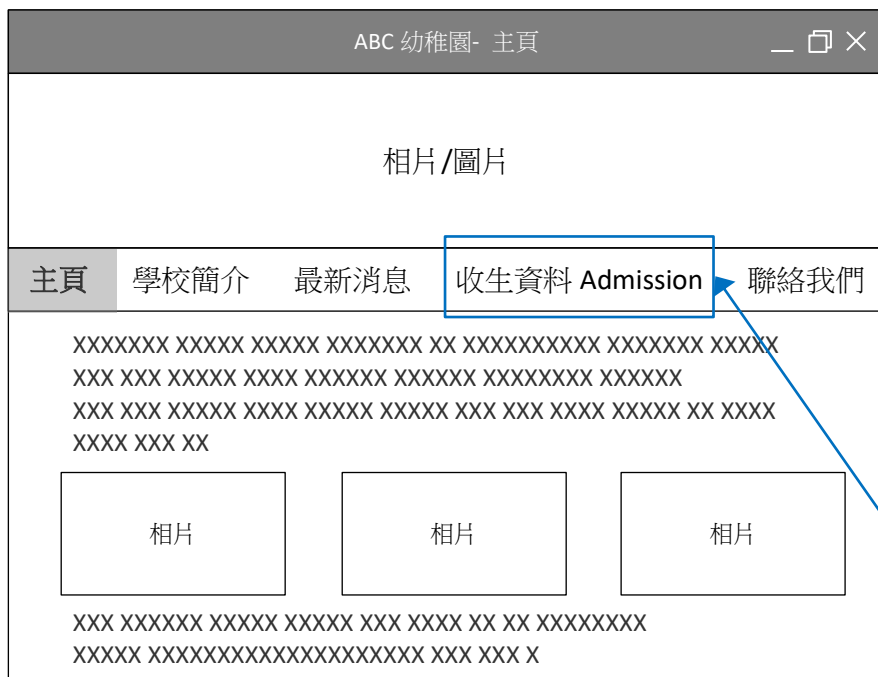 ABC 幼稚園- 主頁
相片/圖片
主頁 學校簡介 最新消息 收生資料 Admission 聯絡我們
XXXXXXX XXXXX XXXXX XXXXXXX XX XXXXXXXXXX XXXXXXX XXXXX
XXX XXX XXXXX XXXX XXXXXX XXXXXX XXXXXXXX XXXXXX
XXX XXX XXXXX XXXX XXXXX XXXXX XXX XXX XXXX XXXXX XX XXXX
XXXX XXX XX
相片 相片 相片
XXX XXXXXX XXXXX XXXXX XXX XXXX XX XX XXXXXXXX
XXXXX XXXXXXXXXXXXXXXXXXXX XXX XXX X